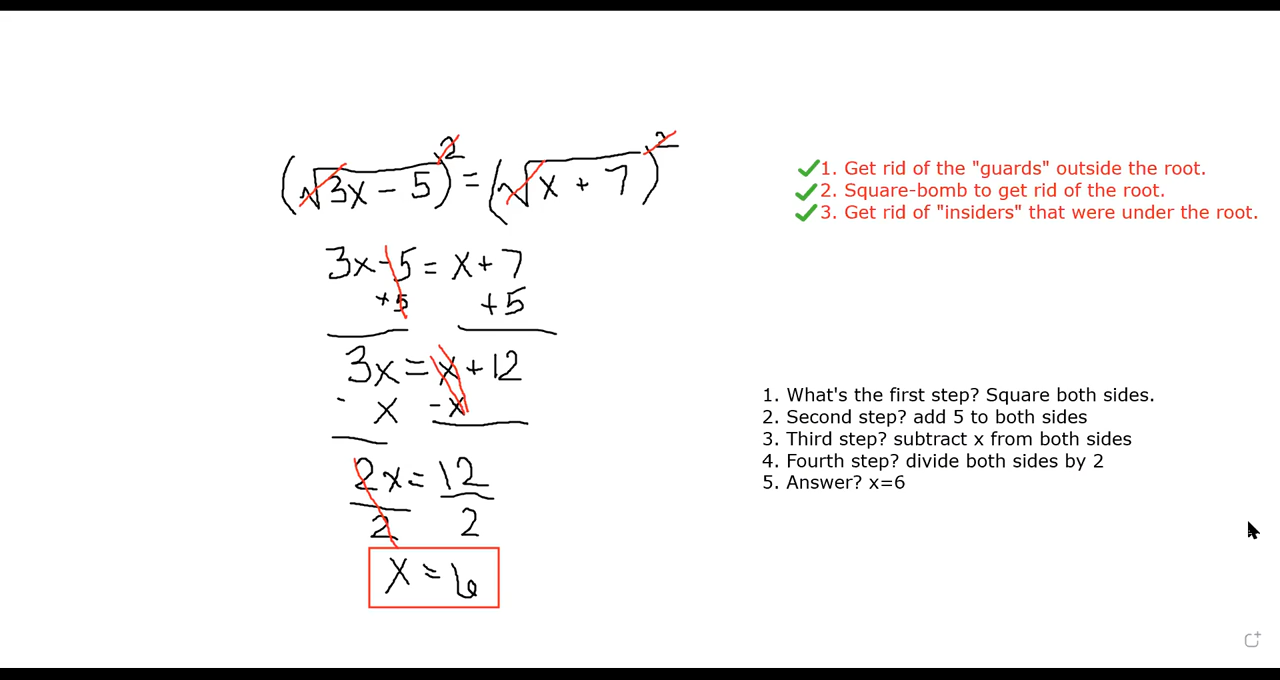 (√3x - 5)² = (√x + 7)²
3x - 5 = x + 7
+5 +5
3x = x + 12
- x - x
2x = 12
2 2
x = 6
✓1. Get rid of the "guards" outside the root.
✓2. Square-bomb to get rid of the root.
✓3. Get rid of "insiders" that were under the root.
1. What's the first step? Square both sides.
2. Second step? add 5 to both sides
3. Third step? subtract x from both sides
4. Fourth step? divide both sides by 2
5. Answer? x=6